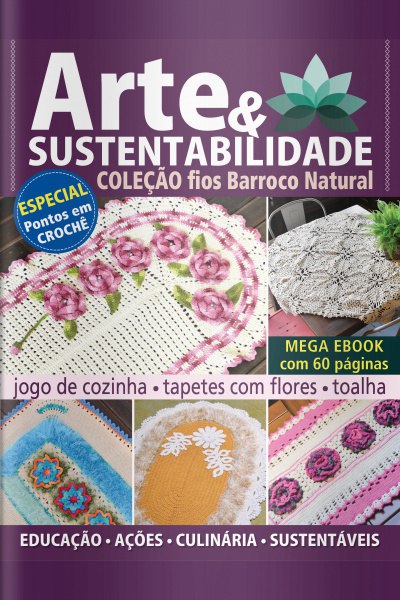 Arte&
SUSTENTABILIDADE
COLEÇÃO fios Barroco Natural
ESPECIAL
Pontos em
CROCHÊ
MEGA EBOOK
com 60 páginas
jogo de cozinha • tapetes com flores • toalha
EDUCAÇÃO • AÇÕES • CULINÁRIA • SUSTENTÁVEIS